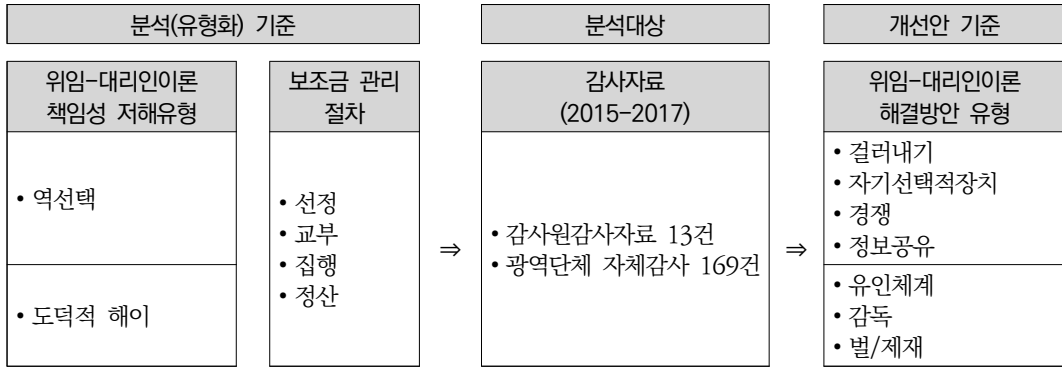 분석(유형화) 기준
위임-대리인이론
책임성 저해유형
• 역선택
• 도덕적 해이
보조금 관리
절차
• 선정
• 교부
• 집행
• 정산
⇒
분석대상
감사자료
(2015-2017)
• 감사원감사자료 13건
• 광역단체 자체감사 169건
⇒
개선안 기준
위임-대리인이론
해결방안 유형
• 걸러내기
• 자기선택적장치
• 경쟁
• 정보공유
• 유인체계
• 감독
• 벌/제재